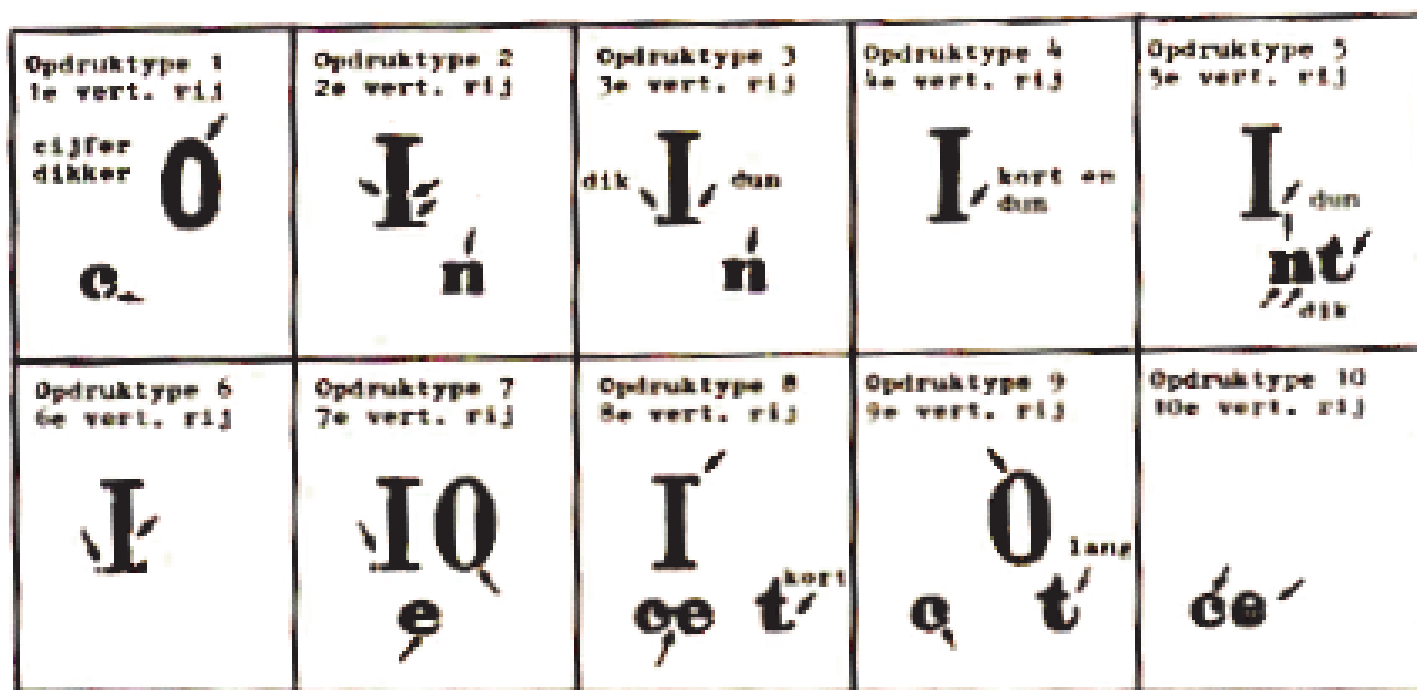 Opdruktype 1
1e vert. rij
cijfer
dikker
0
c
Opdruktype 2
2e vert. rij
I
n
Opdruktype 3
3e vert. rij
dik
I
dun
n
Opdruktype 4
4e vert. rij
I
kort en
dun
Opdruktype 5
5e vert. rij
I
dun
nt
dik
Opdruktype 6
6e vert. rij
I
Opdruktype 7
7e vert. rij
I0
e
Opdruktype 8
8e vert. rij
I
kort
ce t
Opdruktype 9
9e vert. rij
0
lang
c t
Opdruktype 10
10e vert. rij
ce